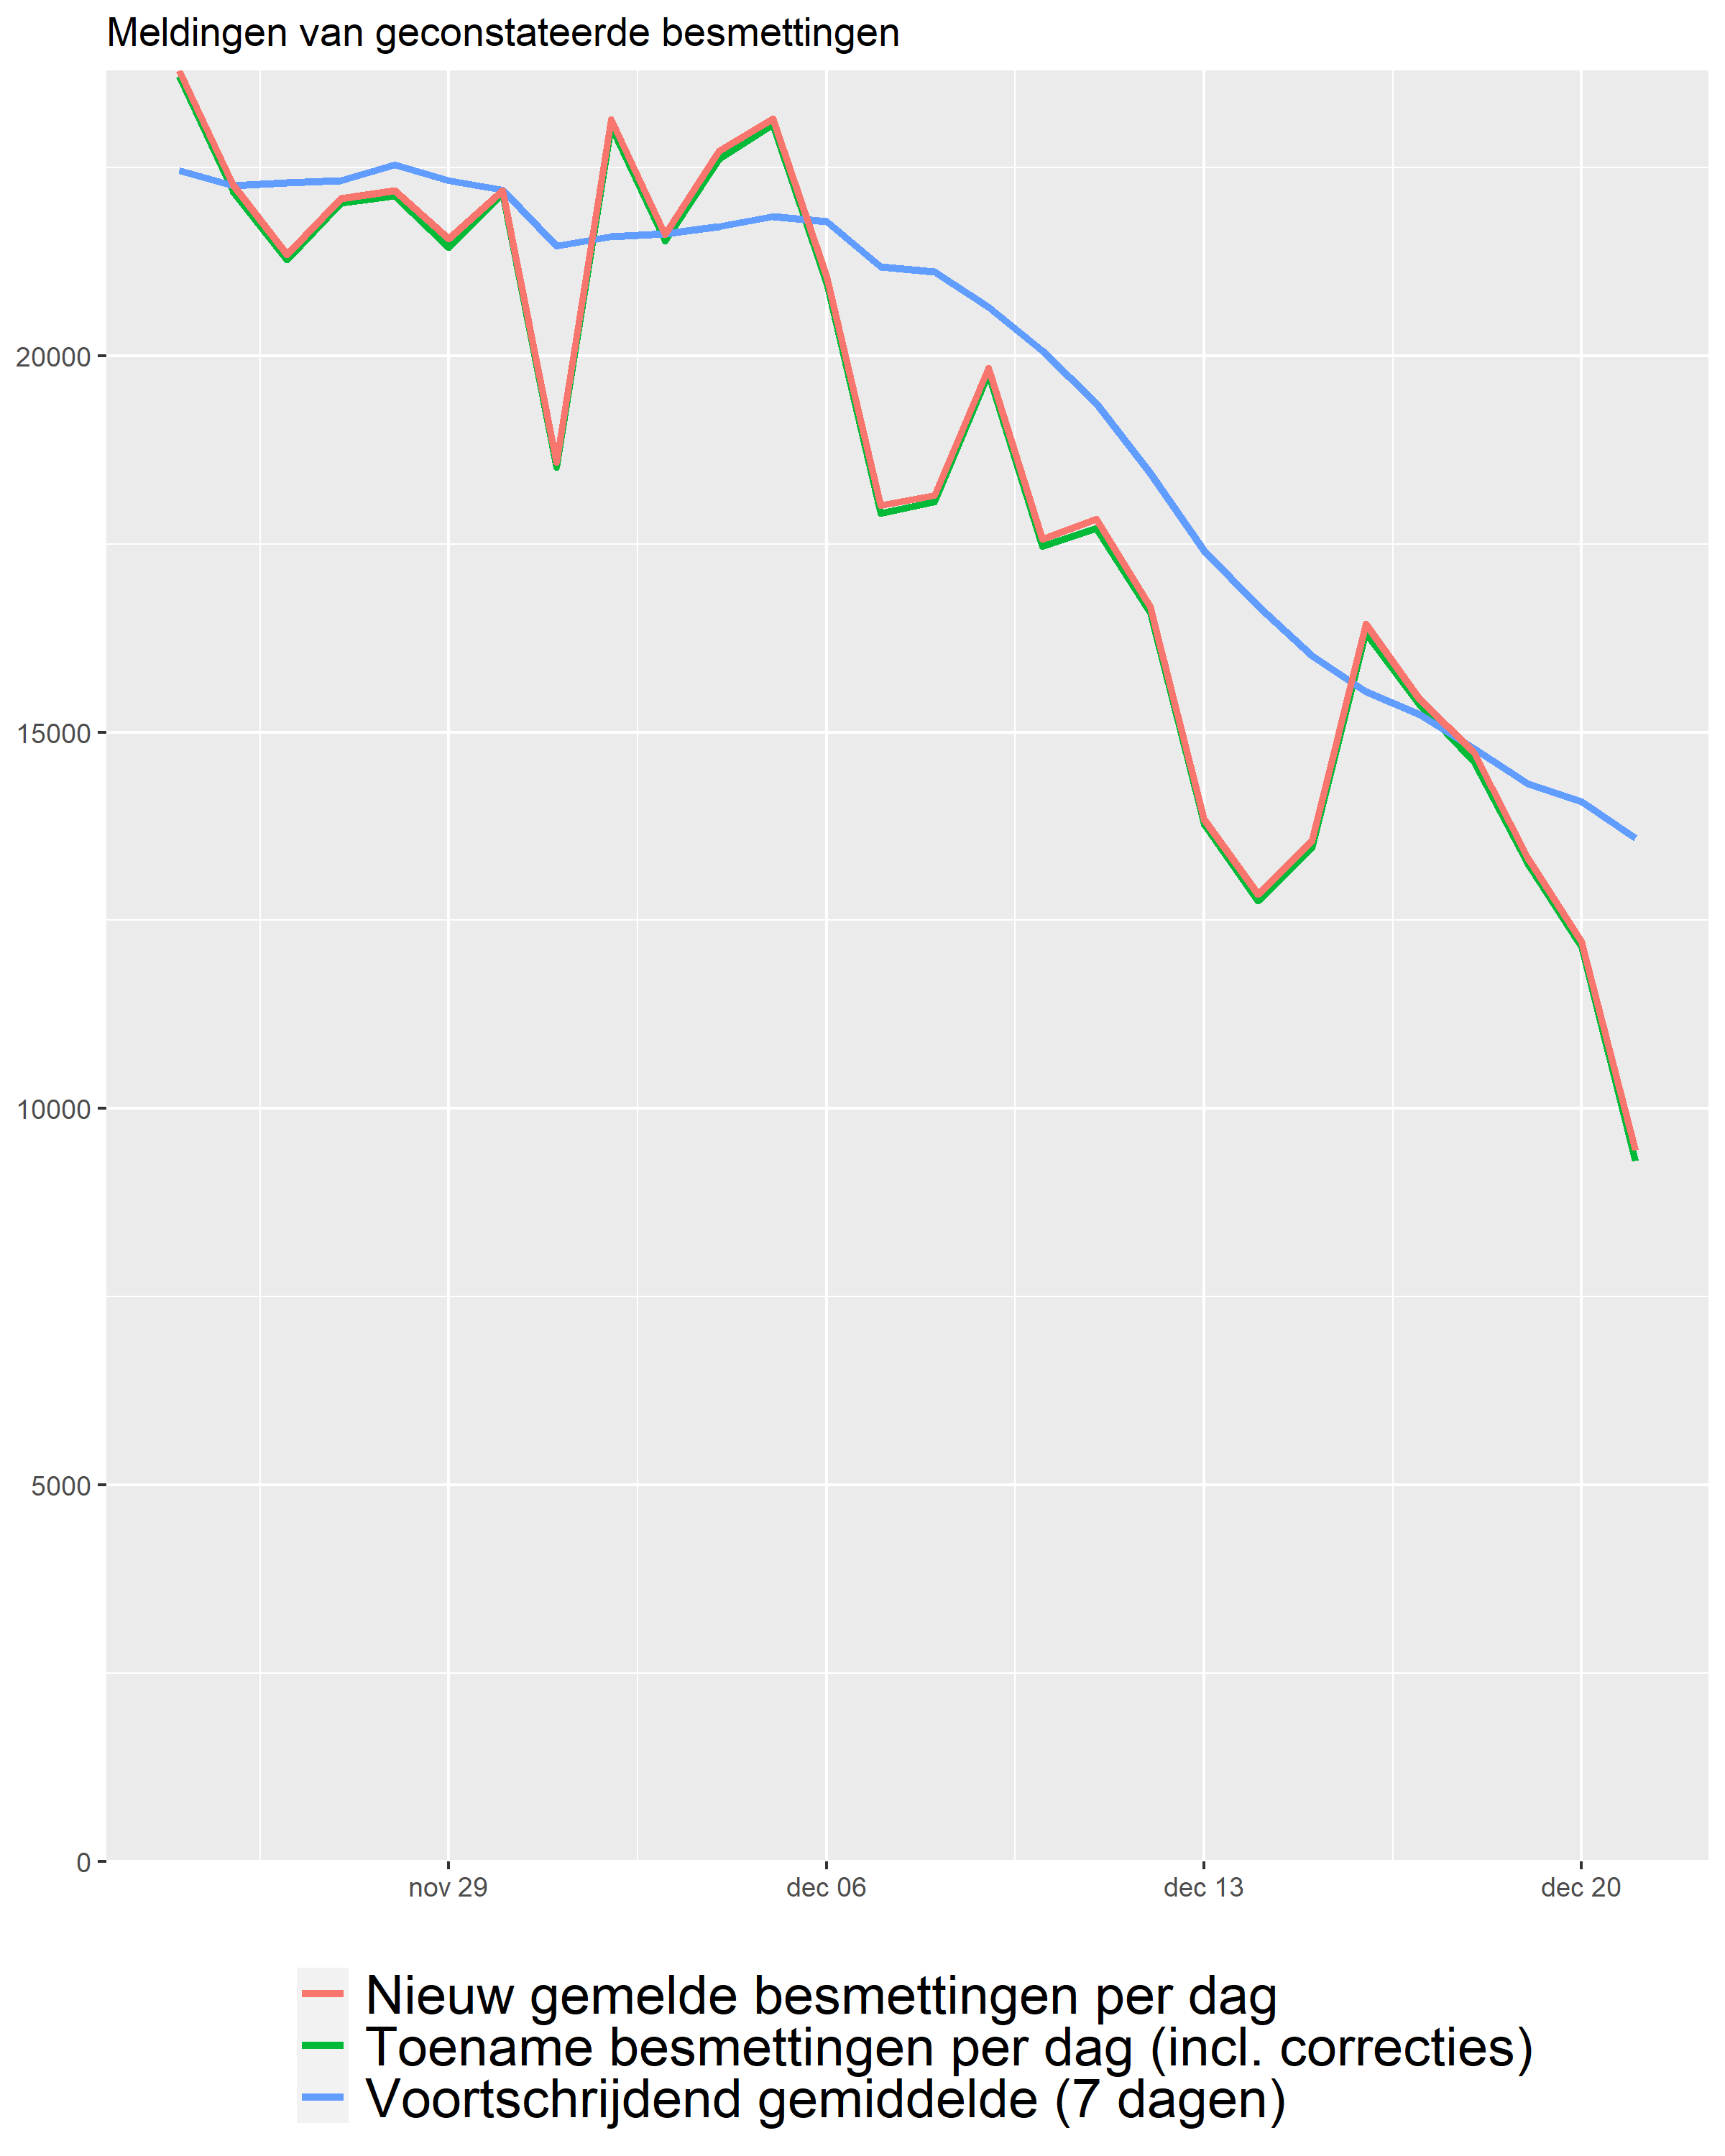 Meldingen van geconstateerde besmettingen
20000
15000
10000
5000
0
nov 29
dec 06
dec 13
dec 20
Nieuw gemelde besmettingen per dag
Toename besmettingen per dag (incl. correcties)
Voortschrijdend gemiddelde (7 dagen)